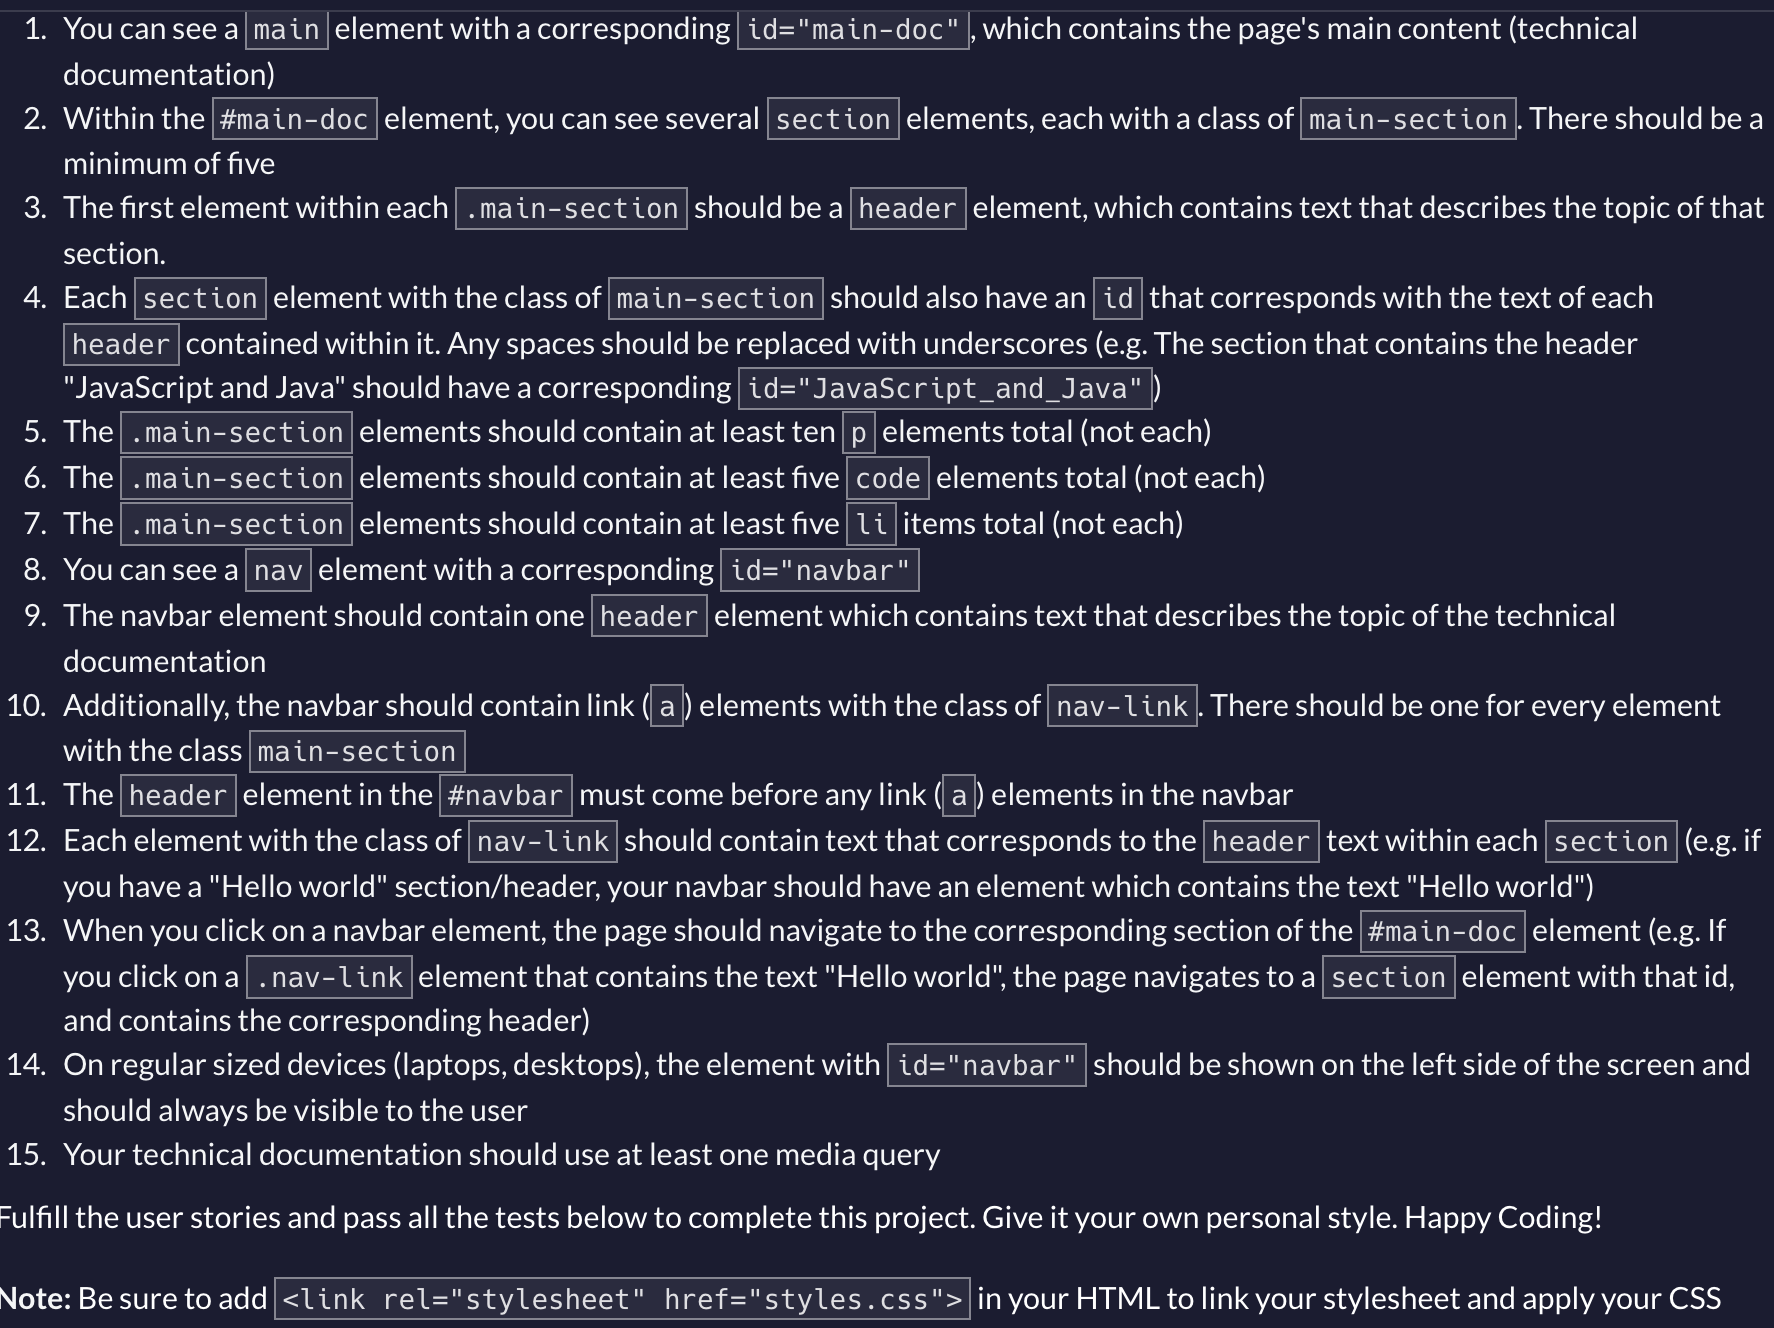 1. You can see a main element with a corresponding id="main-doc", which contains the page's main content (technical
documentation)
2. Within the #main-doc element, you can see several section elements, each with a class of main-section. There should be a
minimum of five
3. The first element within each .main-section should be a header element, which contains text that describes the topic of that
section.
4. Each section element with the class of main-section should also have an id that corresponds with the text of each
header contained within it. Any spaces should be replaced with underscores (e.g. The section that contains the header
"JavaScript and Java" should have a corresponding id="JavaScript_and_Java")
5. The .main-section elements should contain at least ten p elements total (not each)
6. The .main-section elements should contain at least five code elements total (not each)
7. The .main-section elements should contain at least five li items total (not each)
8. You can see a nav element with a corresponding id="navbar"
9. The navbar element should contain one header element which contains text that describes the topic of the technical
documentation
10. Additionally, the navbar should contain link (a) elements with the class of nav-link. There should be one for every element
with the class main-section
11. The header element in the #navbar must come before any link (a) elements in the navbar
12. Each element with the class of nav-link should contain text that corresponds to the header text within each section (e.g. if
you have a "Hello world" section/header, your navbar should have an element which contains the text "Hello world")
13. When you click on a navbar element, the page should navigate to the corresponding section of the #main-doc element (e.g. If
you click on a .nav-link element that contains the text "Hello world", the page navigates to a section element with that id,
and contains the corresponding header)
14. On regular sized devices (laptops, desktops), the element with id="navbar" should be shown on the left side of the screen and
should always be visible to the user
15. Your technical documentation should use at least one media query
Fulfill the user stories and pass all the tests below to complete this project. Give it your own personal style. Happy Coding!
Note: Be sure to add <link rel="stylesheet" href="styles.css"> in your HTML to link your stylesheet and apply your CSS